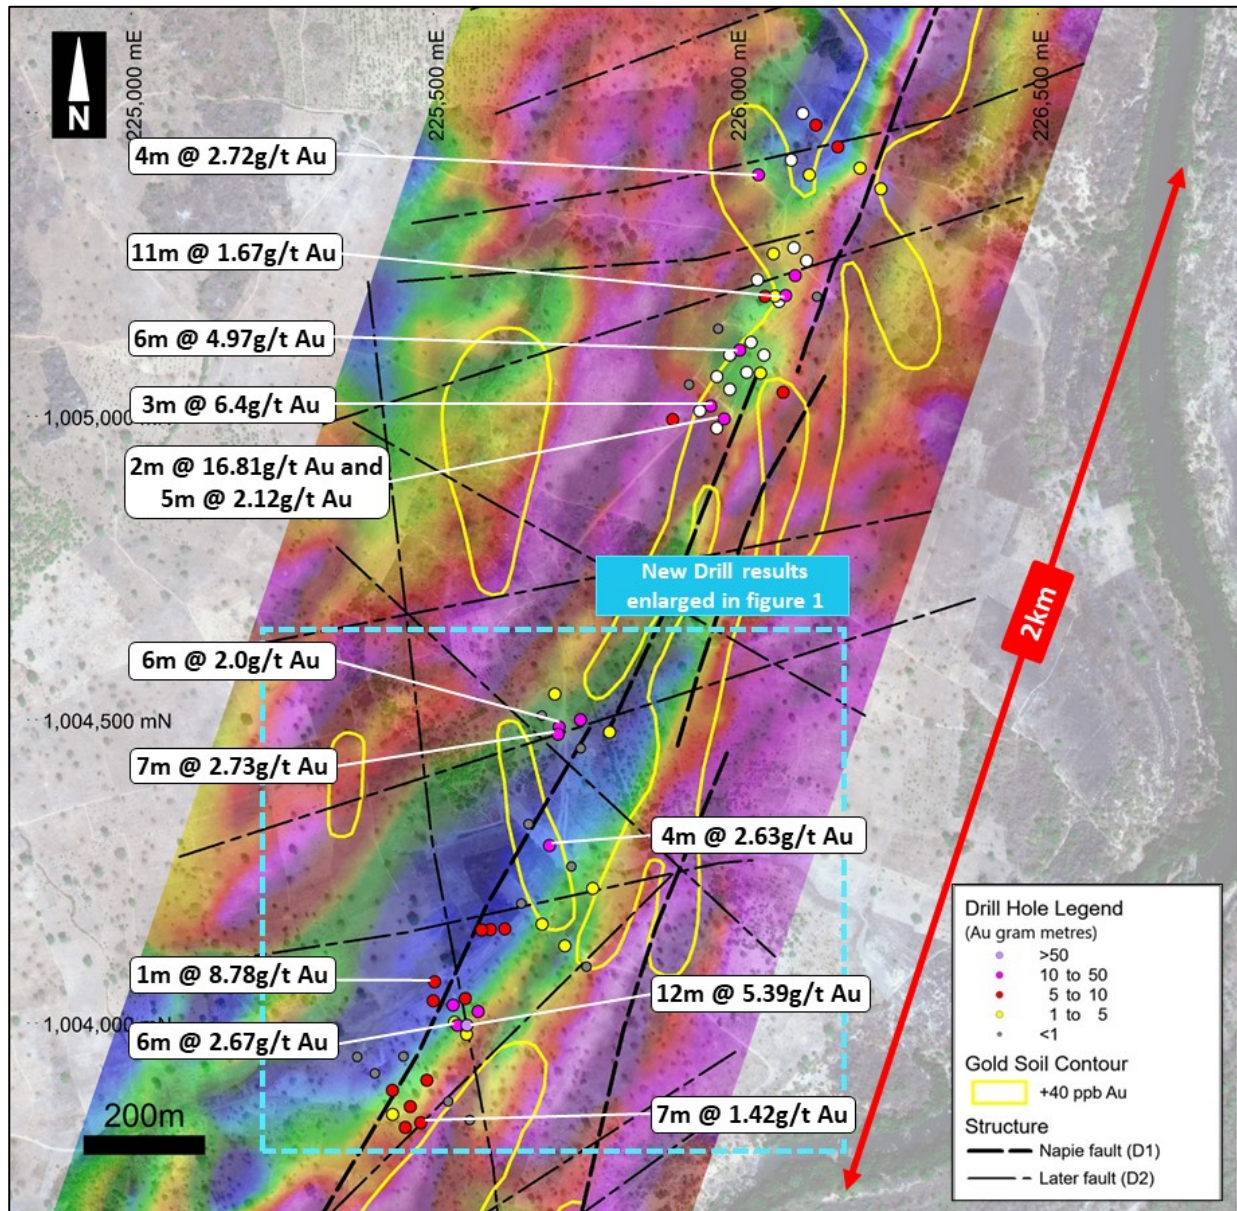 225,000 mE
225,500 mE
226,000 mE
226,500 mE
N
4m @ 2.72g/t Au
11m @ 1.67g/t Au
6m @ 4.97g/t Au
3m @ 6.4g/t Au
1,005,000 mN
2m @ 16.81g/t Au and
5m @ 2.12g/t Au
New Drill results
enlarged in figure 1
2km
6m @ 2.0g/t Au
1,004,500 mN
7m @ 2.73g/t Au
4m @ 2.63g/t Au
1m @ 8.78g/t Au
12m @ 5.39g/t Au
1,004,000 mN
6m @ 2.67g/t Au
7m @ 1.42g/t Au
200m
Drill Hole Legend
(Au gram metres)
>50
10 to 50
5 to 10
1 to 5
<1
Gold Soil Contour
+40 ppb Au
Structure
Napie fault (D1)
Later fault (D2)